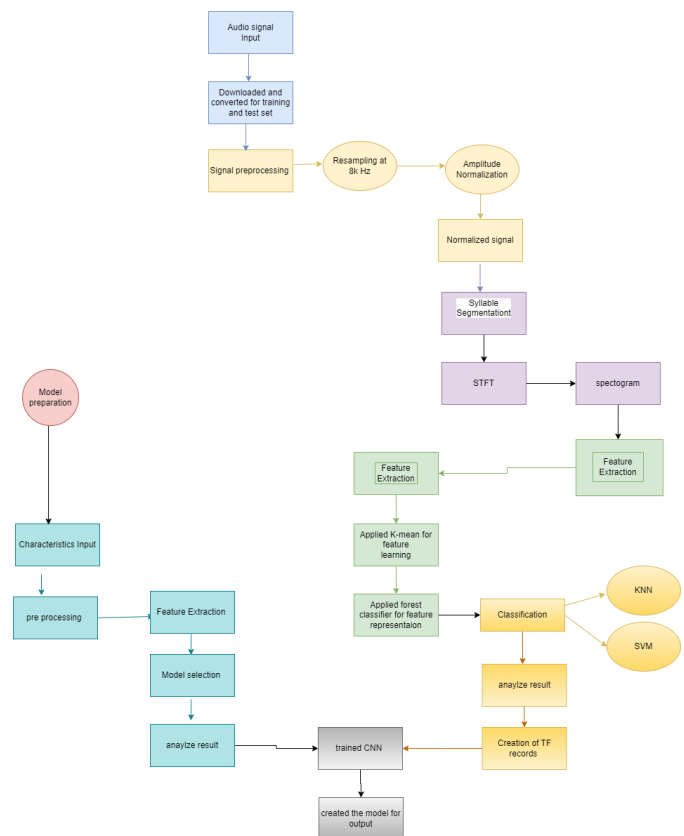 Audio signal
Input
Downloaded and
converted for training
and test set
Signal preprocessing
Resampling at
8k Hz
Amplitude
Normalization
Normalized signal
Syllable
Segmentationt
STFT
spectogram
Model
preparation
Feature
Extraction
Feature
Extraction
Applied K-mean for
feature
learning
Characteristics Input
KNN
pre processing
Feature Extraction
Applied forest
classifier for feature
representaion
Classification
SVM
Model selection
anaylze result
anaylze result
trained CNN
Creation of TF
records
created the model for
output